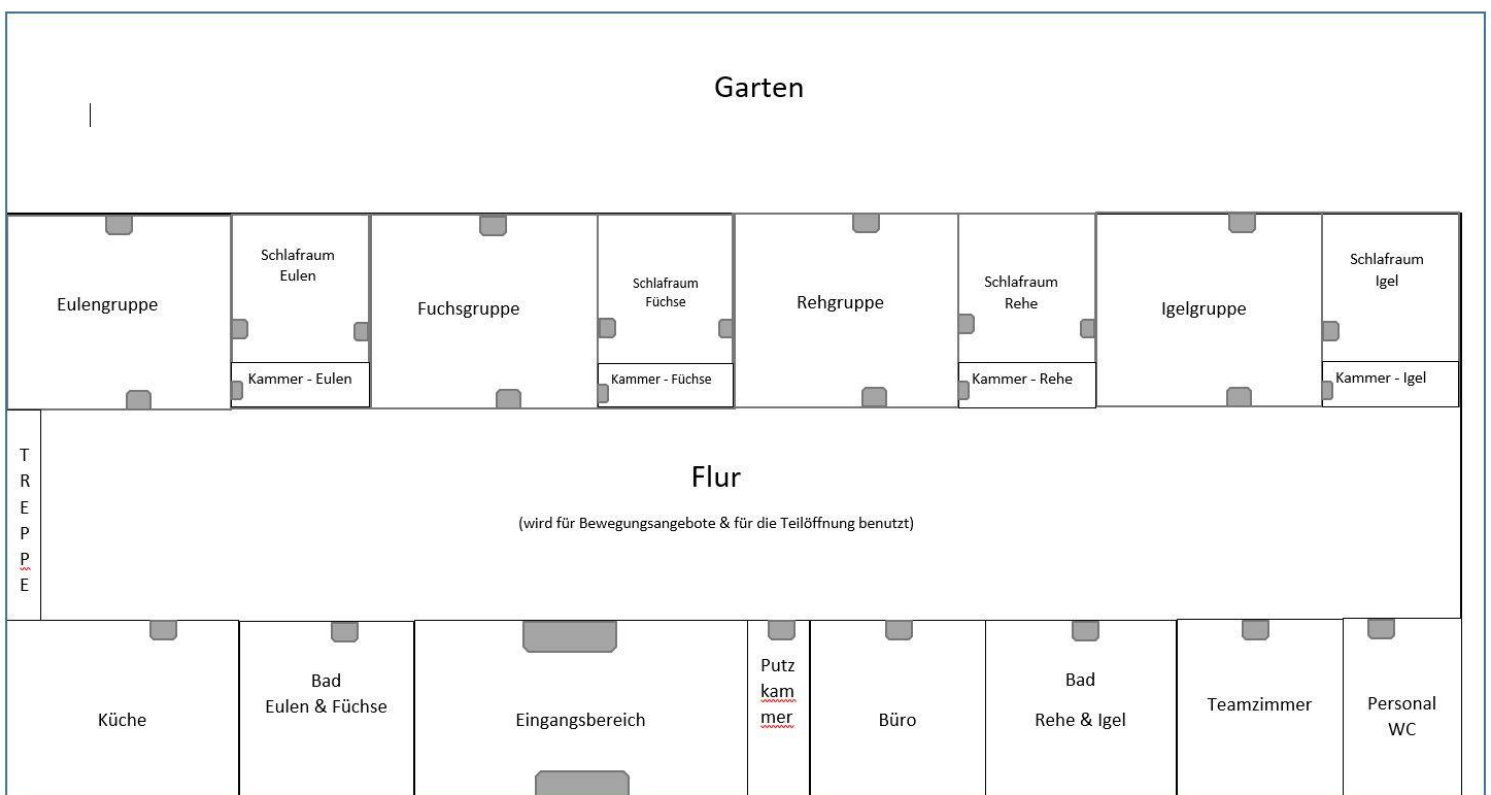 Garten
Eulengruppe
Schlafraum
Eulen
Kammer - Eulen
Fuchsgruppe
Schlafraum
Füchse
Kammer - Füchse
Rehgruppe
Schlafraum
Rehe
Kammer - Rehe
Igelgruppe
Schlafraum
Igel
Kammer - Igel
T
R
E
P
P
E
Flur
(wird für Bewegungsangebote & für die Teilöffnung benutzt)
Küche
Bad
Eulen & Füchse
Eingangsbereich
Putz
kam
mer
Büro
Bad
Rehe & Igel
Teamzimmer
Personal
WC